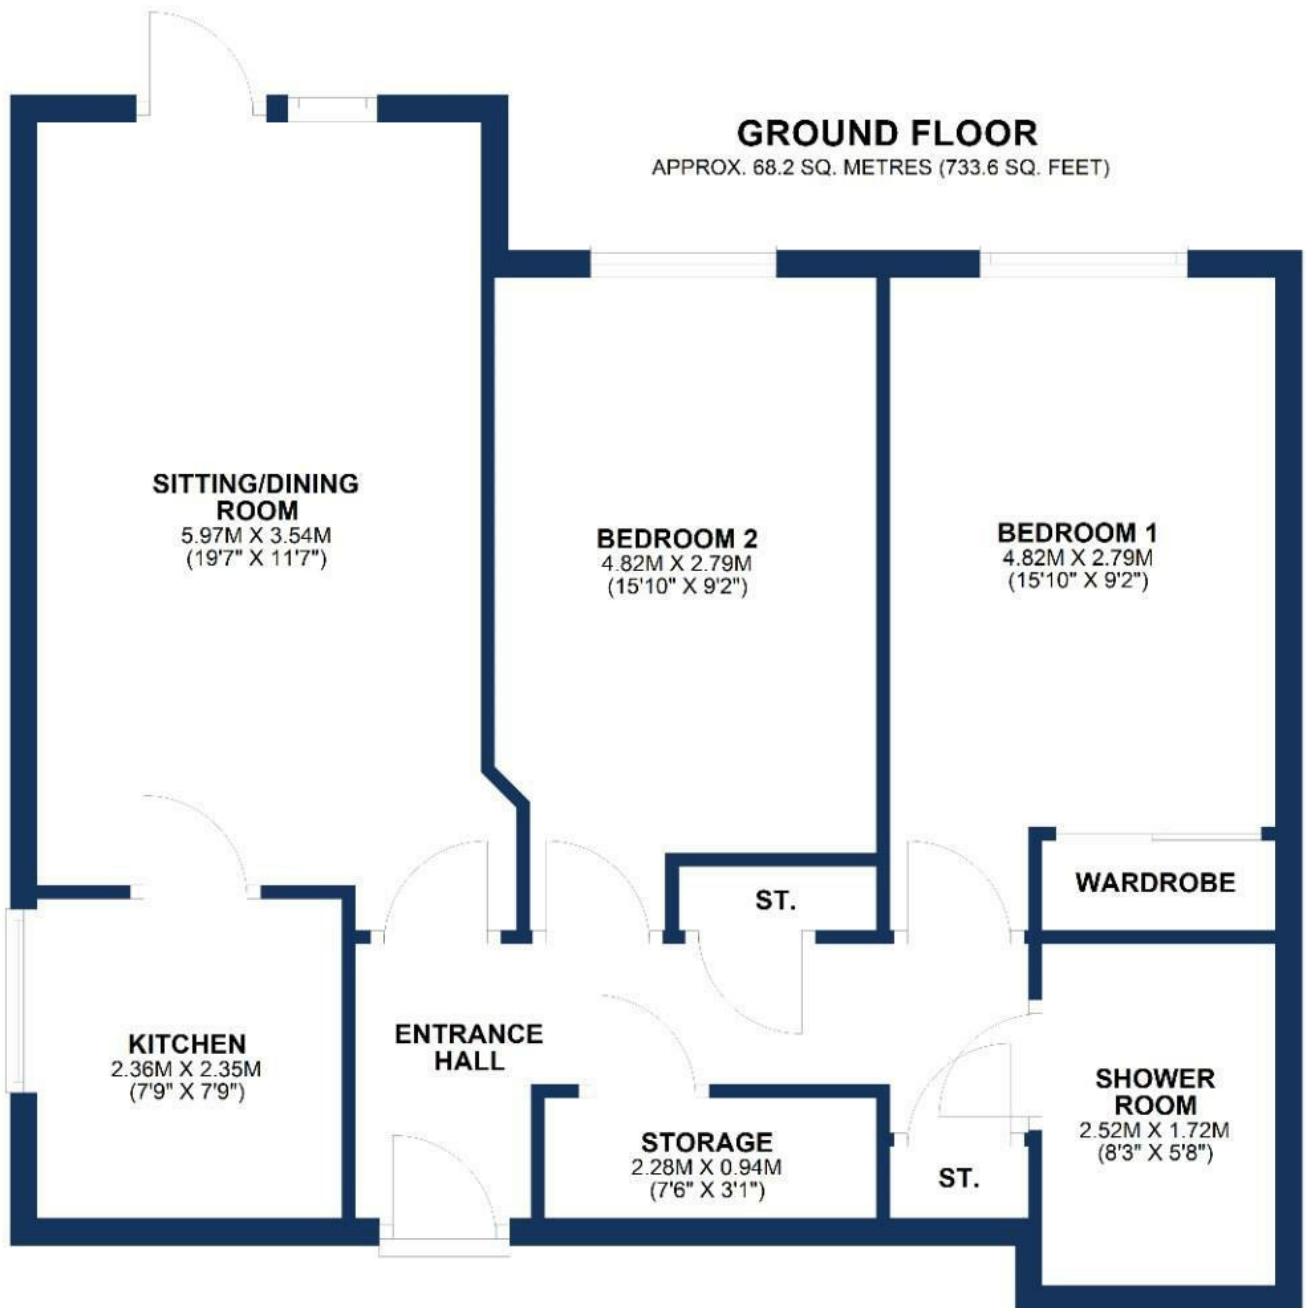 GROUND FLOOR
APPROX. 68.2 SQ. METRES (733.6 SQ. FEET)
SITTING/DINING
ROOM
5.97M X 3.54M
(19'7" X 11'7")
BEDROOM 2
4.82M X 2.79M
(15'10" X 9'2")
BEDROOM 1
4.82M X 2.79M
(15'10" X 9'2")
WARDROBE
ST.
KITCHEN
2.36M X 2.35M
(7'9" X 7'9")
ENTRANCE
HALL
STORAGE
2.28M X 0.94M
(7'6" X 3'1")
ST.
SHOWER
ROOM
2.52M X 1.72M
(8'3" X 5'8")